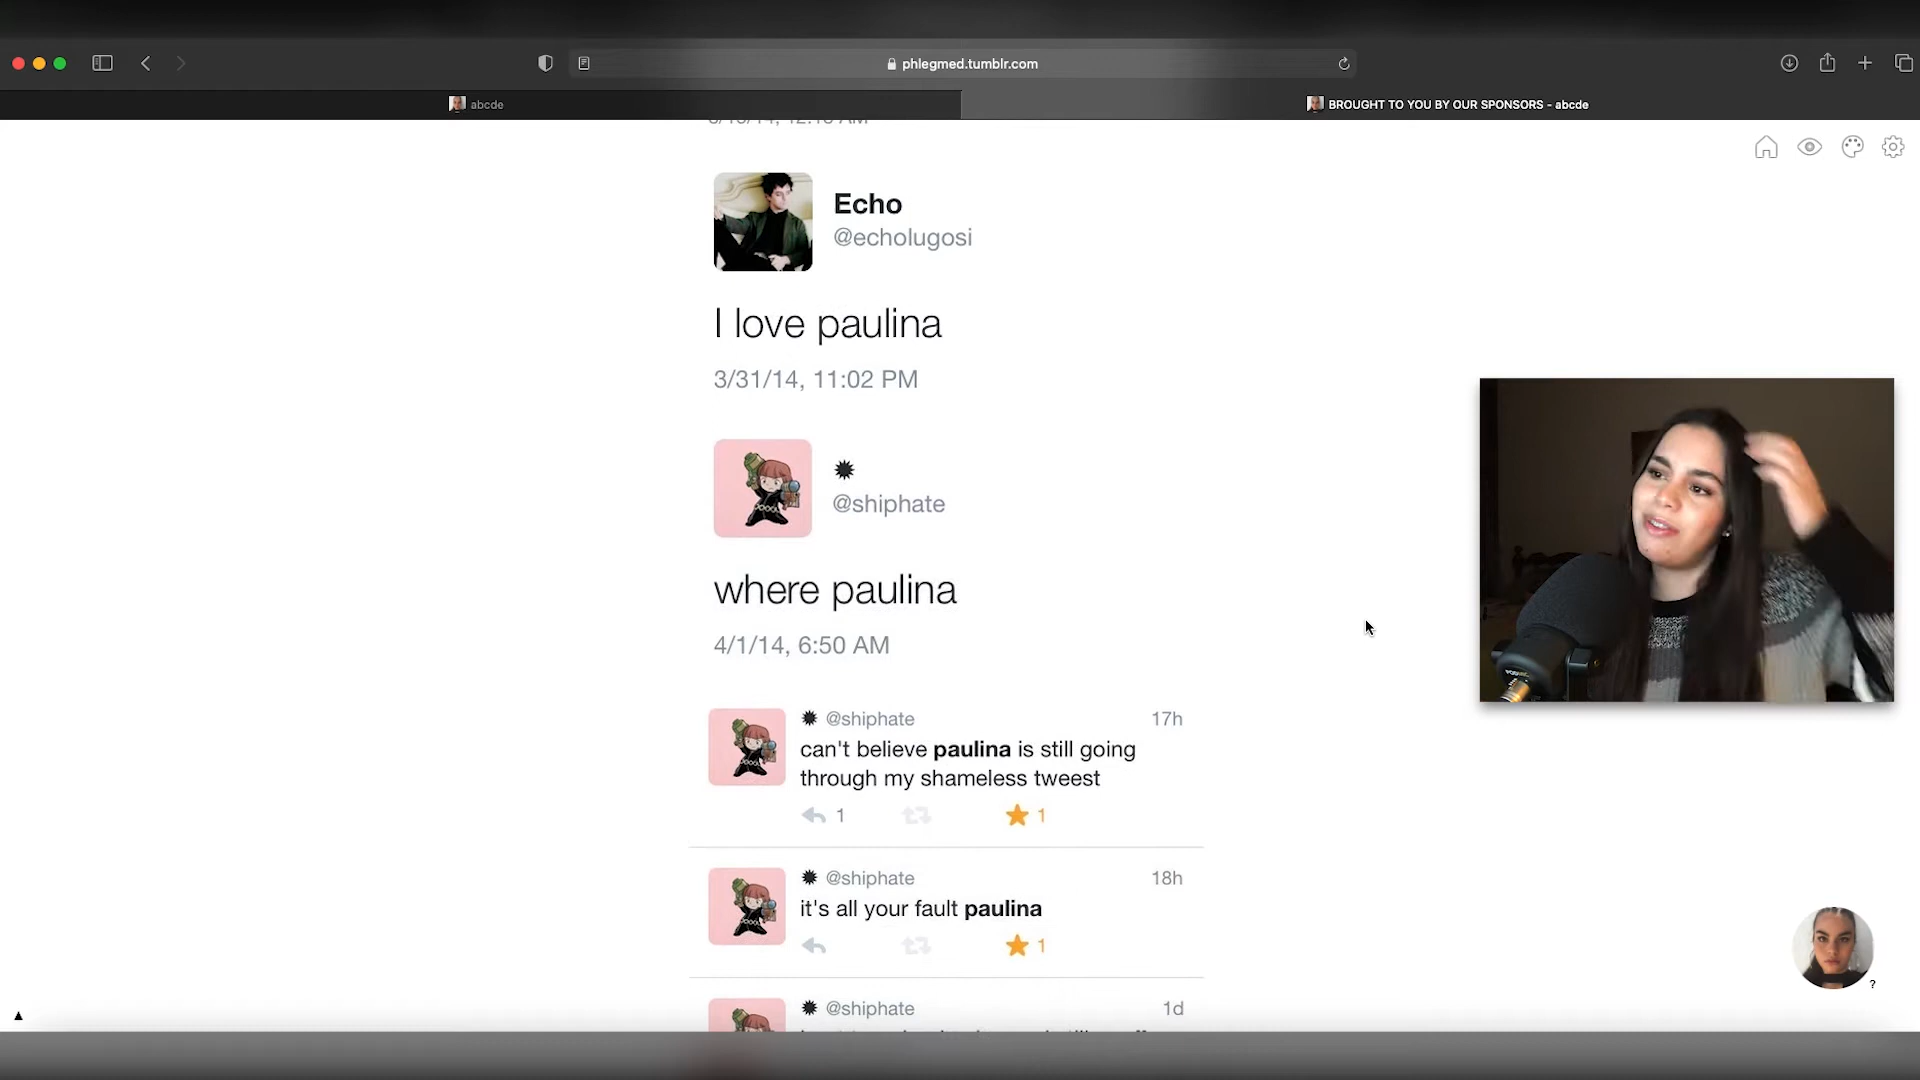 phlegmed.tumblr.com
abcde
BROUGHT TO YOU BY OUR SPONSORS - abcde
Echo
@echolugosi
I love paulina
3/31/14, 11:02 PM
@shiphate
where paulina
4/1/14, 6:50 AM
@shiphate 17h
can't believe paulina is still going
through my shameless tweest
1 1
@shiphate 18h
it's all your fault paulina
1
@shiphate 1d
?